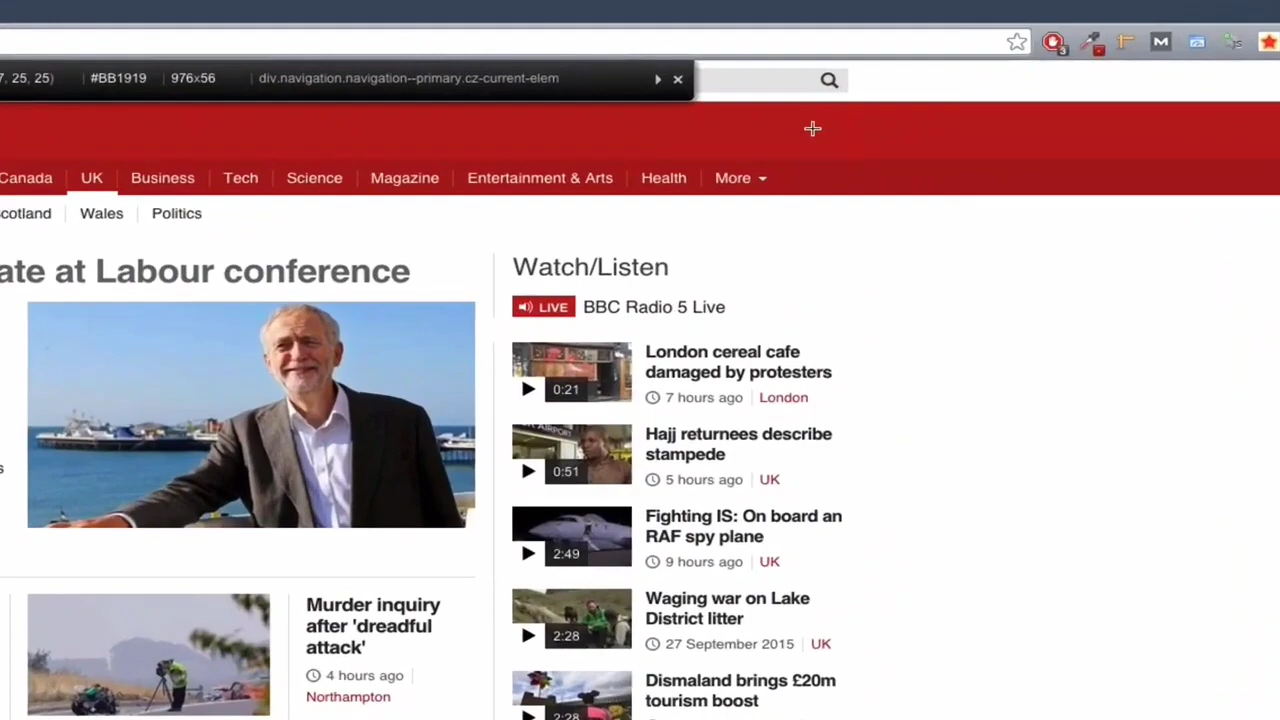 7, 25, 25) | #BB1919 | 976x56 | div.navigation.navigation--primary.cz-current-elem
3
M
JS
Canada UK Business Tech Science Magazine Entertainment & Arts Health More
cotland Wales Politics
ate at Labour conference
Watch/Listen
LIVE BBC Radio 5 Live
London cereal cafe
damaged by protesters
0:21
7 hours ago London
AIRPORT
Hajj returnees describe
stampede
0:51
5 hours ago UK
s
Fighting IS: On board an
RAF spy plane
2:49
9 hours ago UK
Murder inquiry
after 'dreadful
attack'
4 hours ago
Northampton
Waging war on Lake
District litter
2:28
27 September 2015 UK
Dismaland brings £20m
tourism boost
2:28